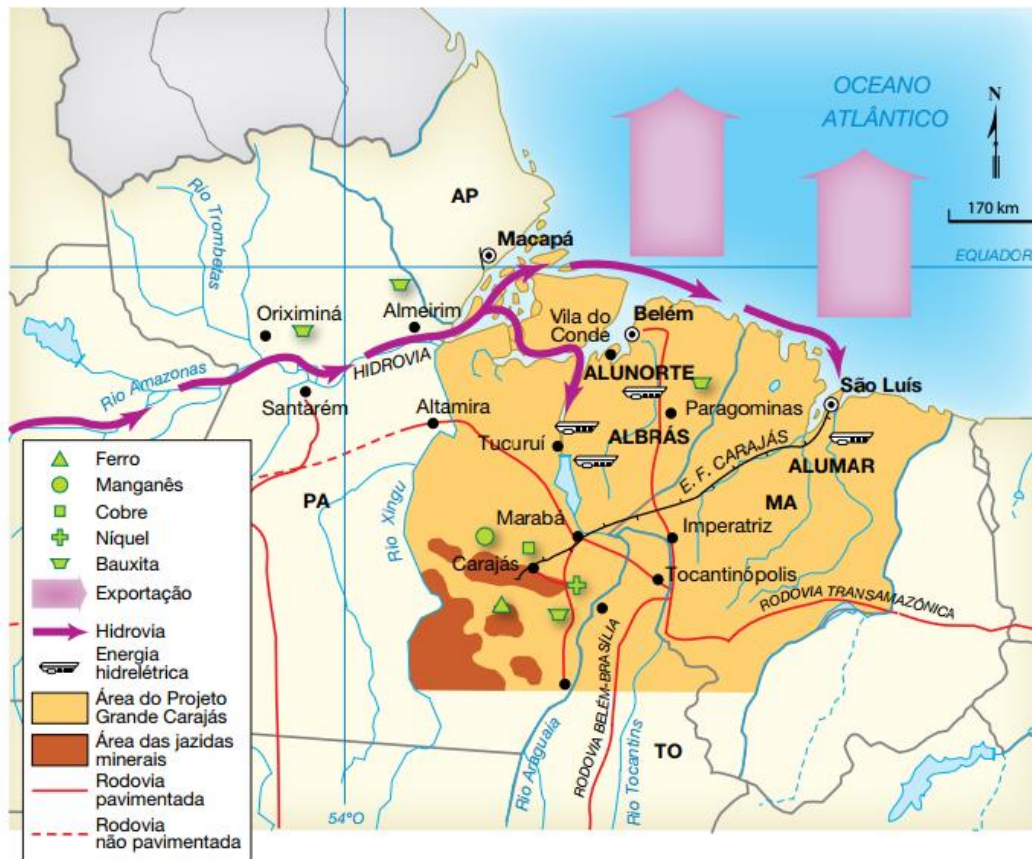 OCEANO
ATLÂNTICO
N
170 km
EQUADOR
Rio Trombetas
AP
Macapá
Oriximiná
Almeirim
Vila do
Conde
Belém
HIDROVIA
ALUNORTE
Rio Amazonas
Santarém
Altamira
São Luís
Paragominas
Tucuruí
ALBRÁS
E. F. CARAJÁS
ALUMAR
PA
Rio Xingu
MA
Marabá
Imperatriz
Carajás
Tocantinópolis
RODOVIA TRANSAMAZÔNICA
RODOVIA BELÉM-BRASÍLIA
Rio Araguaía
Rio Tocantins
TO
54°O
Ferro
Manganês
Cobre
Níquel
Bauxita
Exportação
Hidrovia
Energia
hidrelétrica
Área do Projeto
Grande Carajás
Área das jazidas
minerais
Rodovia
pavimentada
Rodovia
não pavimentada